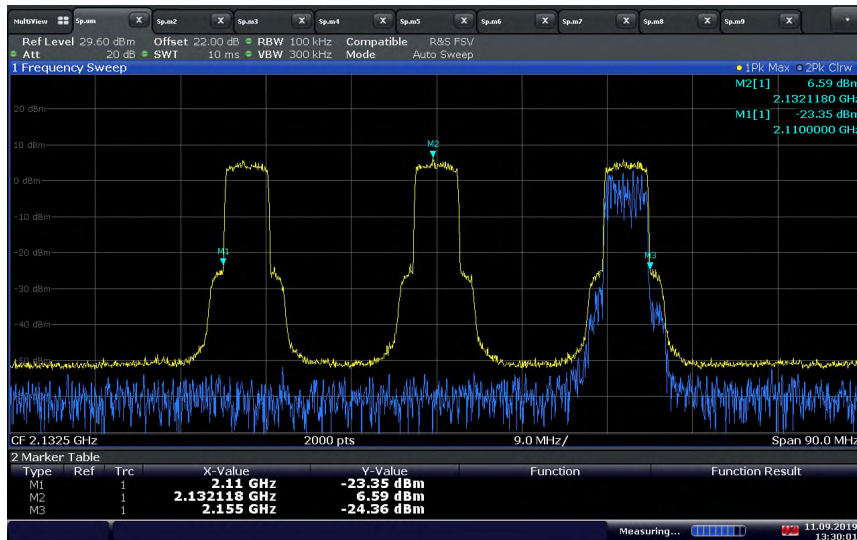 MultiView Sp.um X Sp.m2 X Sp.m3 X Sp.m4 X Sp.m5 X Sp.m6 X Sp.m7 X Sp.m8 X Sp.m9 X
Ref Level 29.60 dBm Offset 22.00 dB RBW 100 kHz Compatible R&S FSV
Att 20 dB SWT 10 ms VBW 300 kHz Mode Auto Sweep
1 Frequency Sweep 1Pk Max 2Pk Clrw
M2[1] 6.59 dBm
2.1321180 GHz
M1[1] -23.35 dBm
2.1100000 GHz
20 dBm
10 dBm
M2
0 dBm
-10 dBm
-20 dBm
M1
M3
-30 dBm
-40 dBm
CF 2.1325 GHz 2000 pts 9.0 MHz/ Span 90.0 MHz
2 Marker Table
Type Ref Trc X-Value Y-Value Function Function Result
M1 1 2.11 GHz -23.35 dBm
M2 1 2.132118 GHz 6.59 dBm
M3 1 2.155 GHz -24.36 dBm
Measuring... 11.09.2019
13:30:01